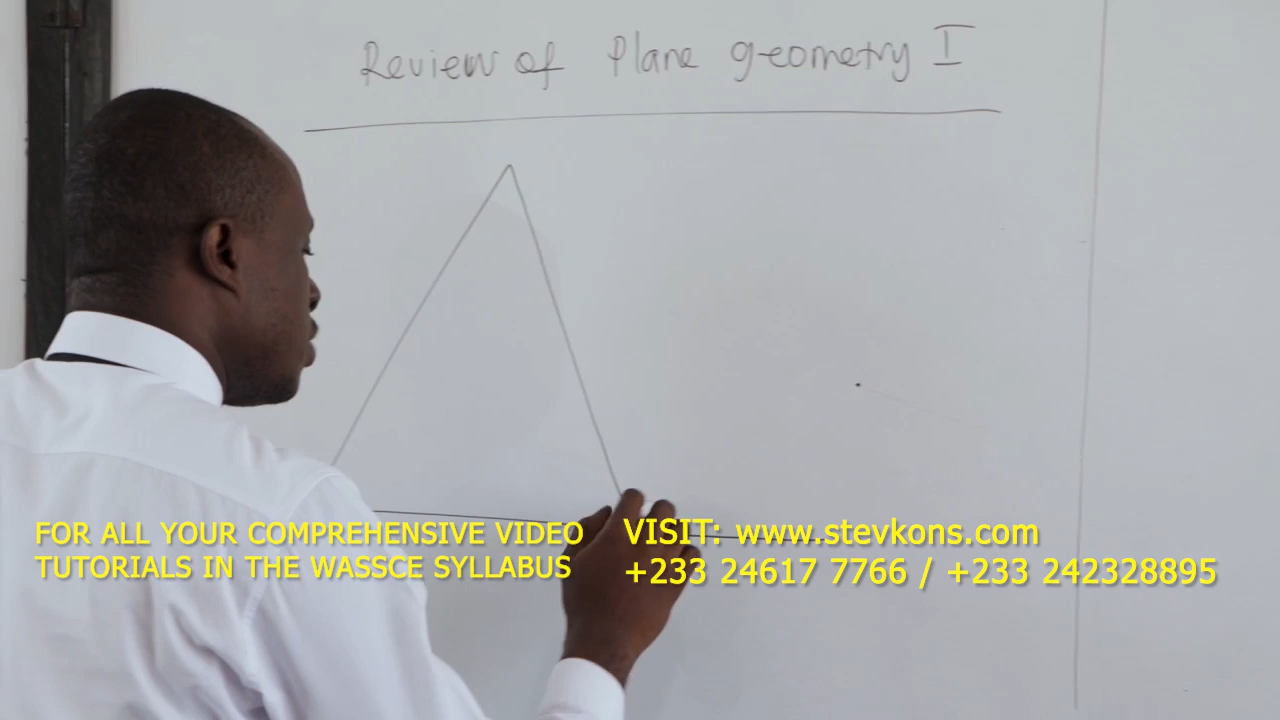 Review of Plane geometry I
FOR ALL YOUR COMPREHENSIVE VIDEO
TUTORIALS IN THE WASSCE SYLLABUS
VISIT: www.stevkons.com
+233 24617 7766 / +233 242328895